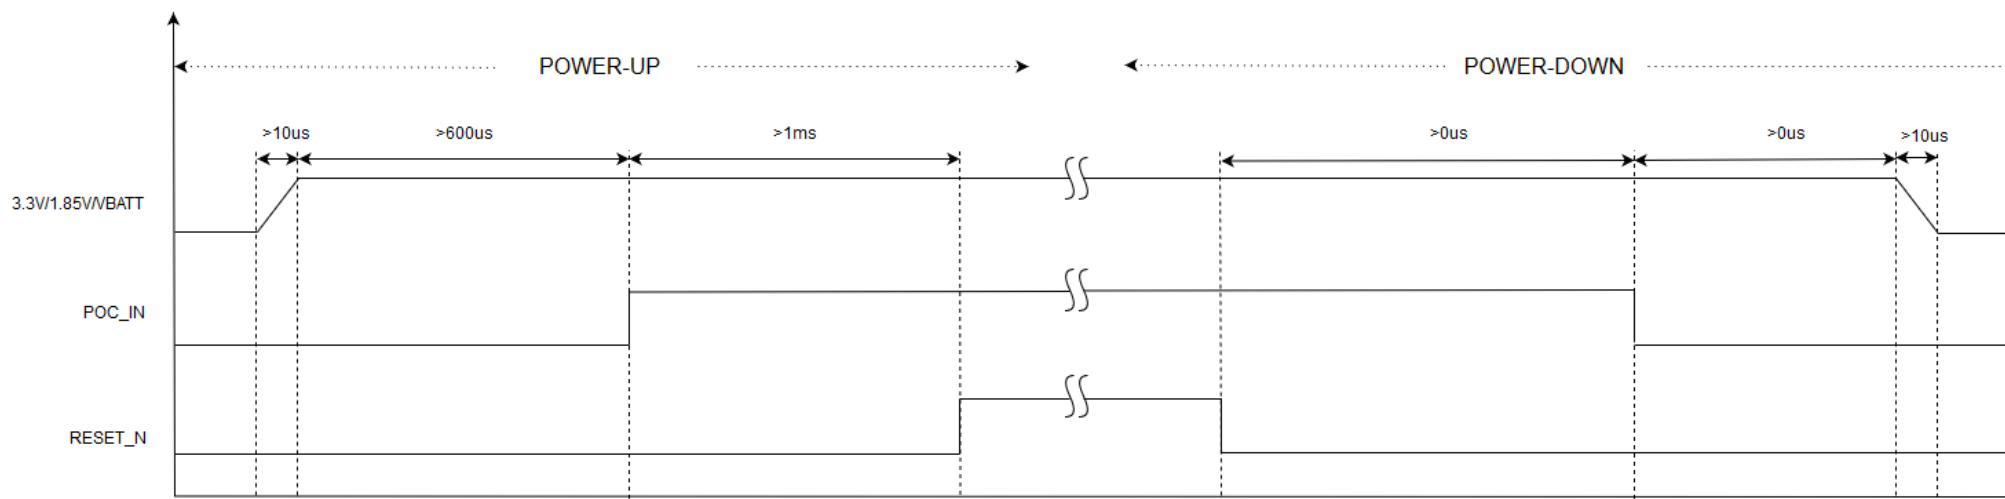 POWER-UP
POWER-DOWN
>10us
>600us
>1ms
>0us
>0us
>10us
3.3V/1.85V/VBATT
POC_IN
RESET_N